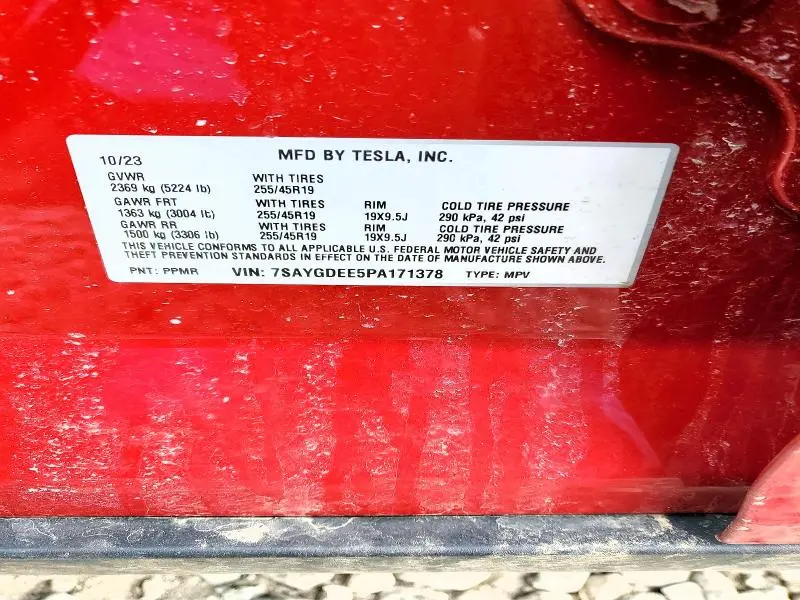 10/23 MFD BY TESLA, INC.
GVWR WITH TIRES
2369 kg (5224 lb) 255/45R19
GAWR FRT WITH TIRES RIM COLD TIRE PRESSURE
1363 kg (3004 lb) 255/45R19 19X9.5J 290 kPa, 42 psi
GAWR RR WITH TIRES RIM COLD TIRE PRESSURE
1500 kg (3306 lb) 255/45R19 19X9.5J 290 kPa, 42 psi
THIS VEHICLE CONFORMS TO ALL APPLICABLE U.S. FEDERAL MOTOR VEHICLE SAFETY AND
THEFT PREVENTION STANDARDS IN EFFECT ON THE DATE OF MANUFACTURE SHOWN ABOVE.
PNT: PPMR VIN: 7SAYGDEE5PA171378 TYPE: MPV